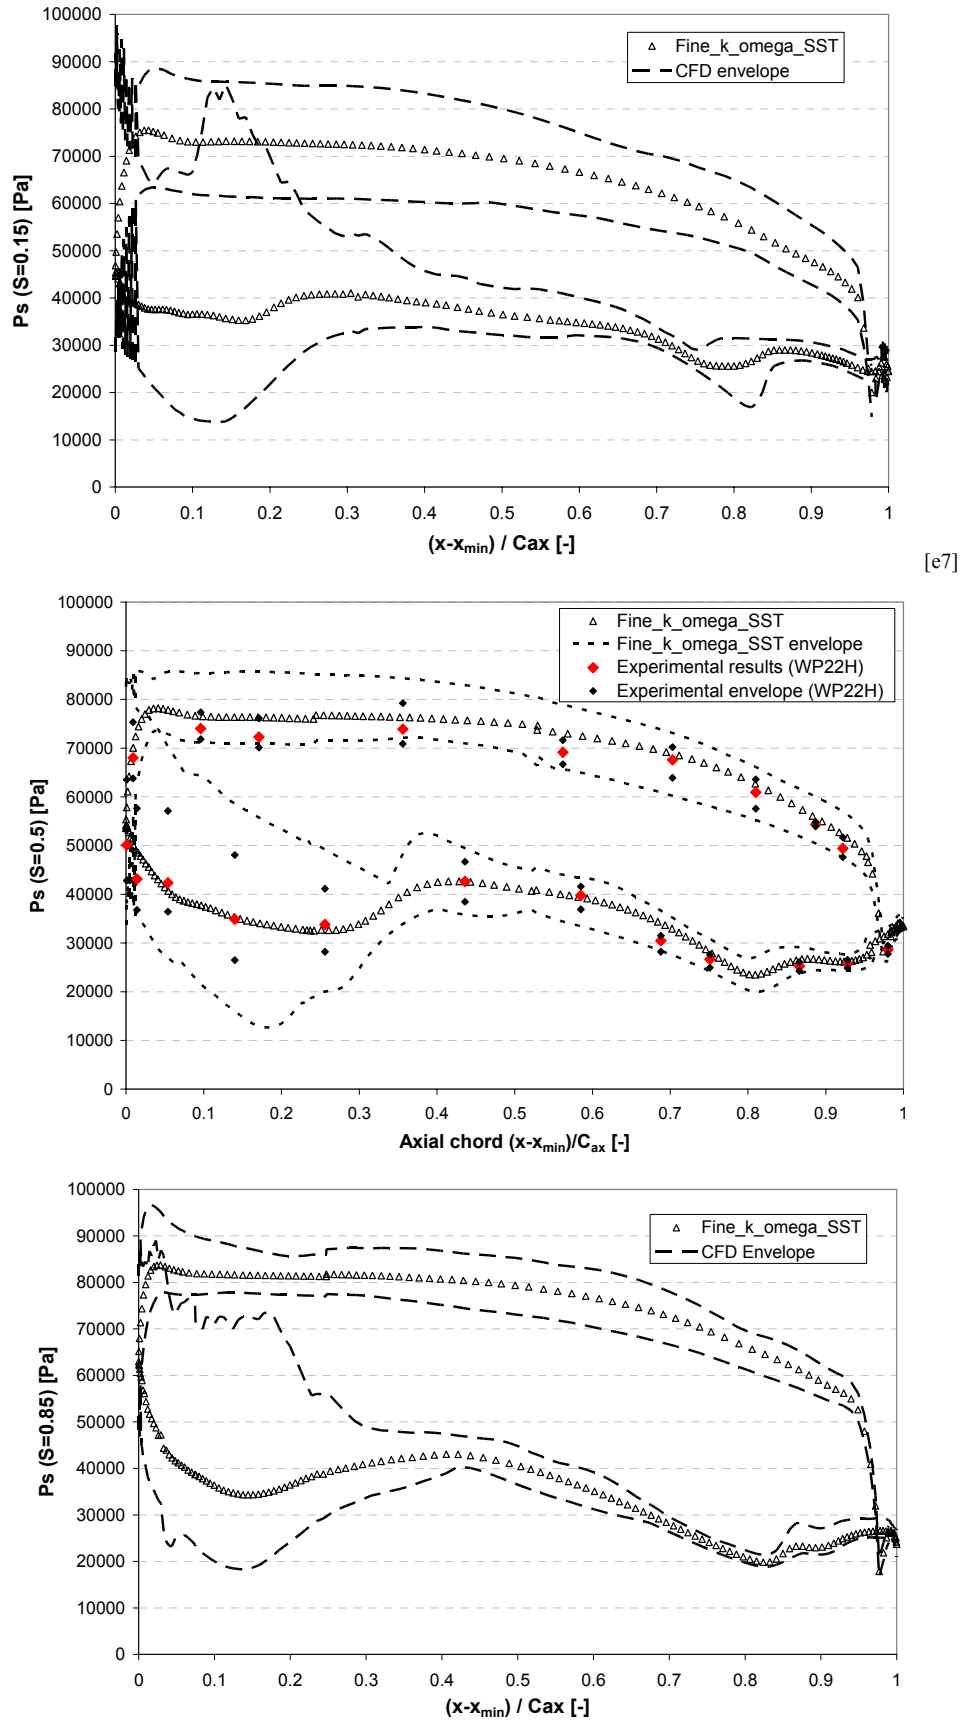 100000
90000
80000
70000
60000
50000
40000
30000
20000
10000
0
Ps (S=0.15) [Pa]
Fine_k_omega_SST
CFD envelope
0 0.1 0.2 0.3 0.4 0.5 0.6 0.7 0.8 0.9 1
(x-xmin) / Cax [-]
[e7]
100000
90000
80000
70000
60000
50000
40000
30000
20000
10000
0
Ps (S=0.5) [Pa]
Fine_k_omega_SST
Fine_k_omega_SST envelope
Experimental results (WP22H)
Experimental envelope (WP22H)
0 0.1 0.2 0.3 0.4 0.5 0.6 0.7 0.8 0.9 1
Axial chord (x-xmin)/Cax [-]
100000
90000
80000
70000
60000
50000
40000
30000
20000
10000
0
Ps (S=0.85) [Pa]
Fine_k_omega_SST
CFD Envelope
0 0.1 0.2 0.3 0.4 0.5 0.6 0.7 0.8 0.9 1
(x-xmin) / Cax [-]